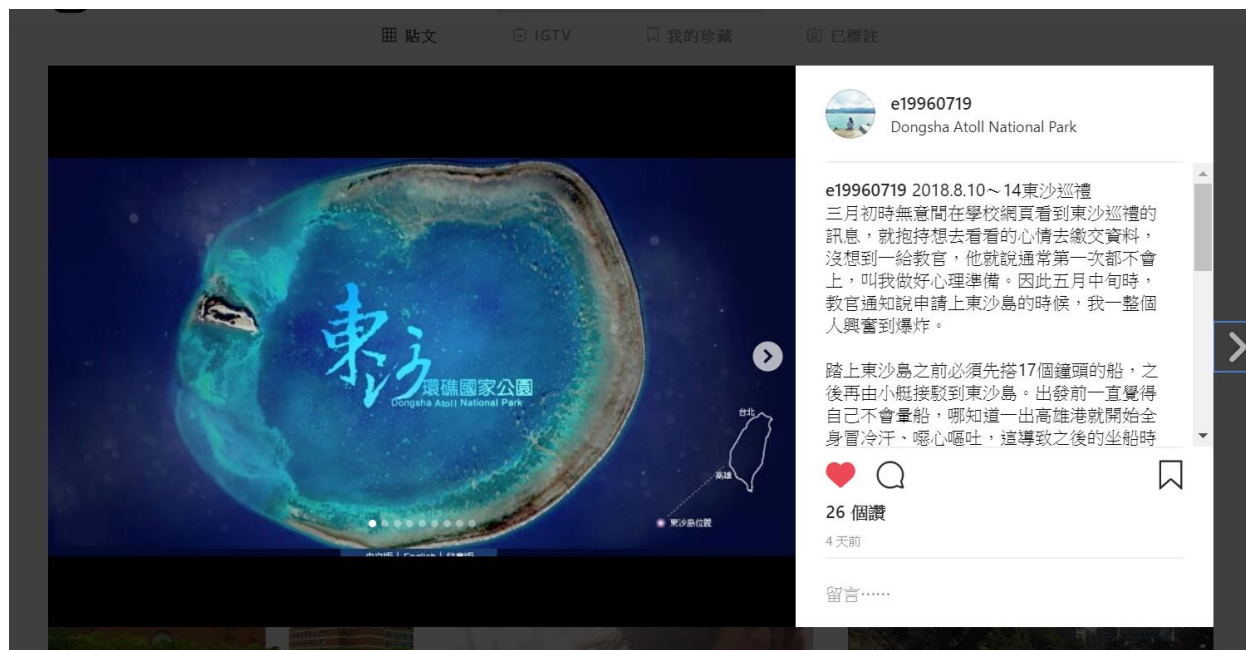 貼文
IGTV
我的珍藏
已標註
東沙
環礁國家公園
Dongsha Atoll National Park
台北
高雄
東沙島位置
中文版 | English | 兒童版
e19960719
Dongsha Atoll National Park
e19960719 2018.8.10～14東沙巡禮
三月初時無意間在學校網頁看到東沙巡禮的
訊息，就抱持想去看看的心情去繳交資料，
沒想到一給教官，他就說通常第一次都不會
上，叫我做好心理準備。因此五月中旬時，
教官通知說申請上東沙島的時候，我一整個
人興奮到爆炸。
踏上東沙島之前必須先搭17個鐘頭的船，之
後再由小艇接駁到東沙島。出發前一直覺得
自己不會暈船，哪知道一出高雄港就開始全
身冒冷汗、噁心嘔吐，這導致之後的坐船時
26 個讚
4 天前
留言⋯⋯